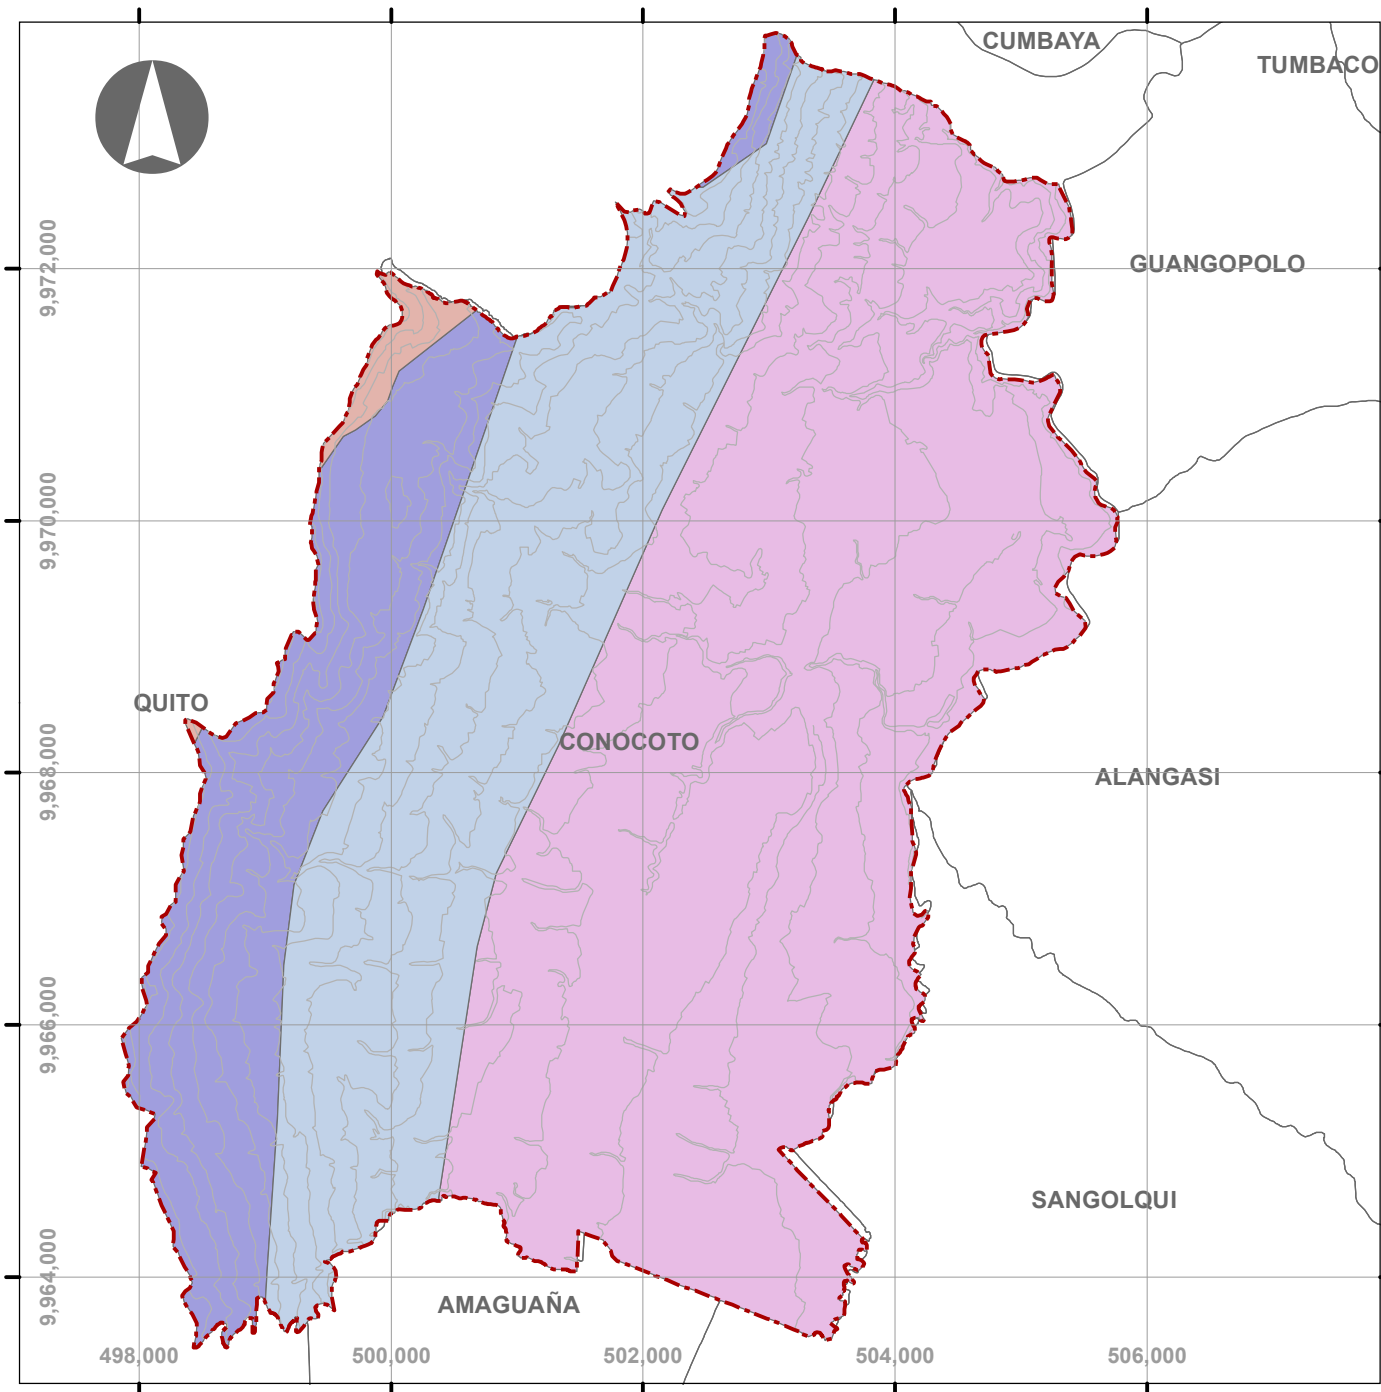 CUMBAYA
TUMBACO
9,972,000
GUANGOPOLO
9,970,000
QUITO
CONOCOTO
9,968,000
ALANGASI
9,966,000
SANGOLQUI
9,964,000
AMAGUAÑA
498,000 500,000 502,000 504,000 506,000